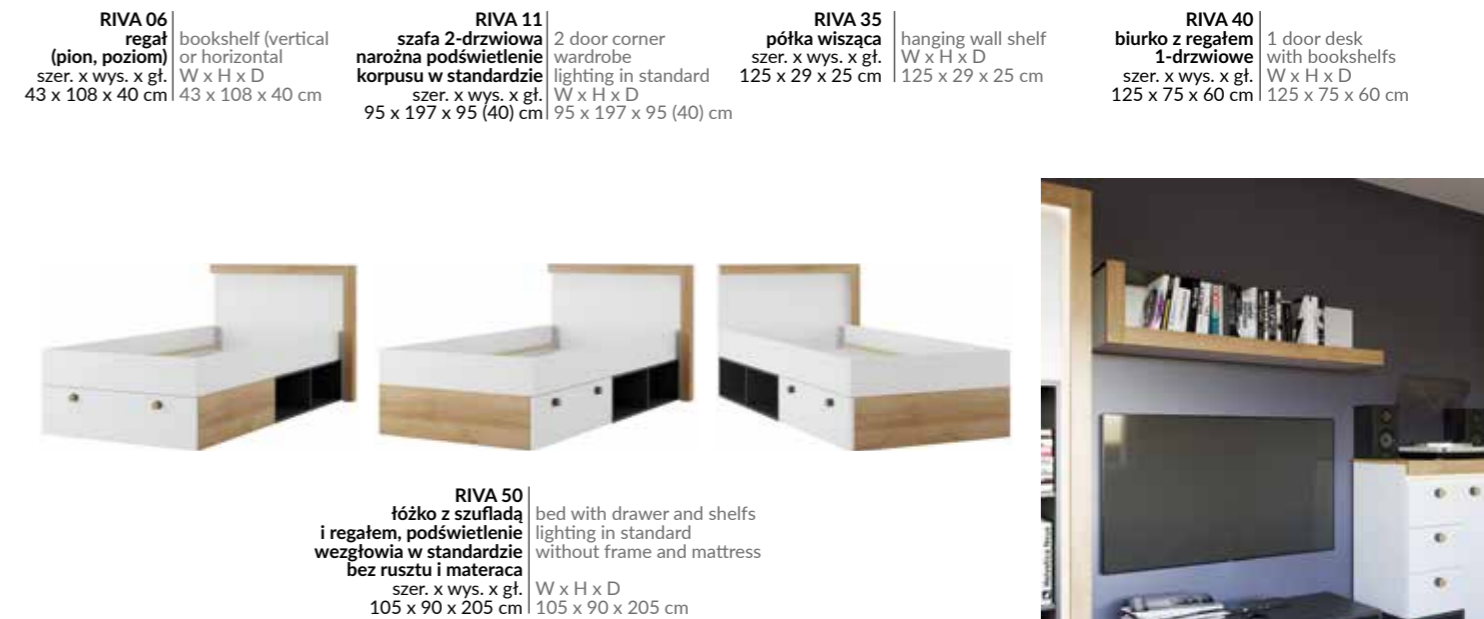 RIVA 06
regał
(pion, poziom)
szer. x wys. x gł.
43 x 108 x 40 cm
bookshelf (vertical
or horizontal
W x H x D
43 x 108 x 40 cm
RIVA 11
szafa 2-drzwiowa
narożna podświetlenie
korpusu w standardzie
szer. x wys. x gł.
95 x 197 x 95 (40) cm
2 door corner
wardrobe
lighting in standard
W x H x D
95 x 197 x 95 (40) cm
RIVA 35
półka wisząca
szer. x wys. x gł.
125 x 29 x 25 cm
hanging wall shelf
W x H x D
125 x 29 x 25 cm
RIVA 40
biurko z regałem
1-drzwiowe
szer. x wys. x gł.
125 x 75 x 60 cm
1 door desk
with bookshelfs
W x H x D
125 x 75 x 60 cm
RIVA 50
łóżko z szufladą
i regałem, podświetlenie
wezgłowia w standardzie
bez rusztu i materaca
szer. x wys. x gł.
105 x 90 x 205 cm
bed with drawer and shelfs
lighting in standard
without frame and mattress
W x H x D
105 x 90 x 205 cm